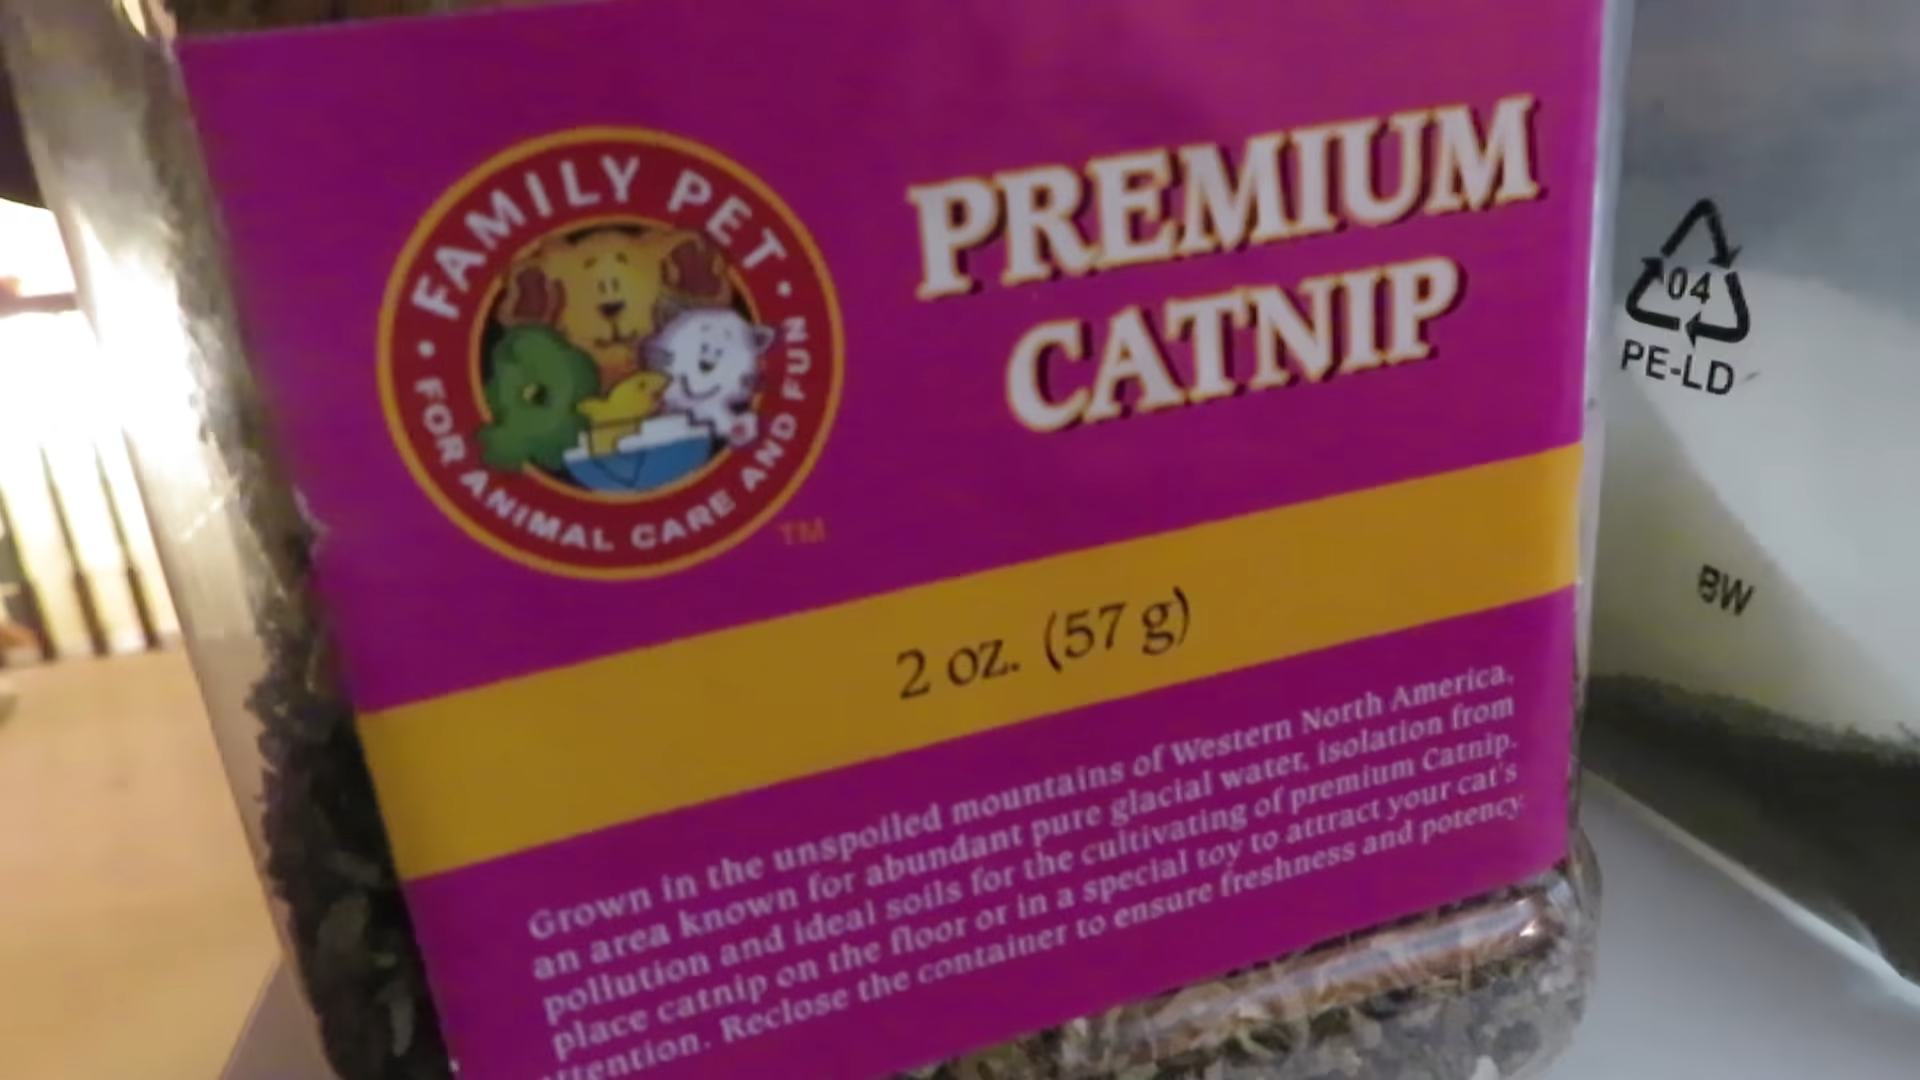 FAMILY PET
FOR ANIMAL CARE AND FUN
TM
PREMIUM
CATNIP
2 oz. (57 g)
Grown in the unspoiled mountains of Western North America,
an area known for abundant pure glacial water, isolation from
pollution and ideal soils for the cultivating of premium Catnip.
place catnip on the floor or in a special toy to attract your cat's
attention. Reclose the container to ensure freshness and potency.
04
PE-LD
BW